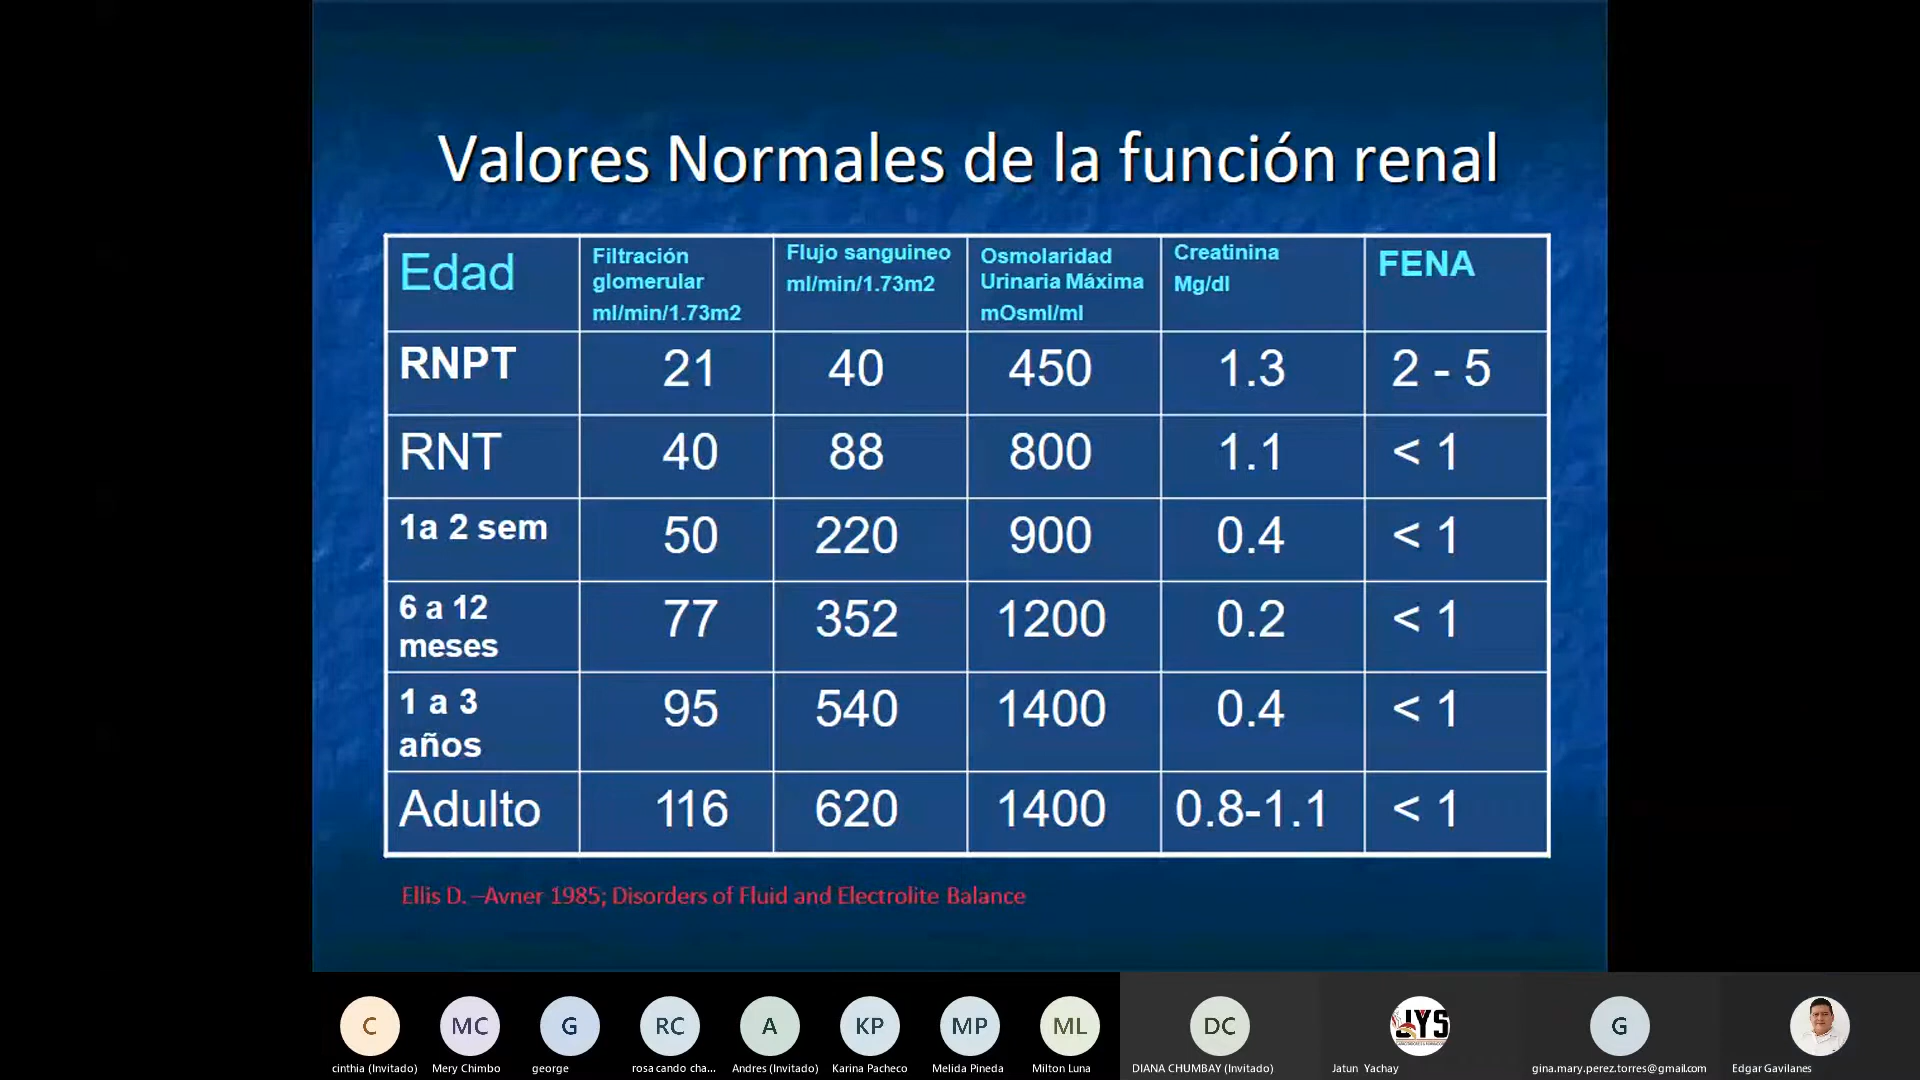 Valores Normales de la función renal
Edad
Filtración
glomerular
ml/min/1.73m2
Flujo sanguineo
ml/min/1.73m2
Osmolaridad
Urinaria Máxima
mOsml/ml
Creatinina
Mg/dl
FENA
RNPT 21 40 450 1.3 2 - 5
RNT 40 88 800 1.1 < 1
1a 2 sem 50 220 900 0.4 < 1
6 a 12
meses
77 352 1200 0.2 < 1
1 a 3
años
95 540 1400 0.4 < 1
Adulto 116 620 1400 0.8-1.1 < 1
Ellis D. –Avner 1985; Disorders of Fluid and Electrolite Balance
C MC G RC A KP MP ML DC JYS G
cinthia (Invitado) Mery Chimbo george rosa cando cha... Andres (Invitado) Karina Pacheco Melida Pineda Milton Luna DIANA CHUMBAY (Invitado) Jatun Yachay gina.mary.perez.torres@gmail.com Edgar Gavilanes